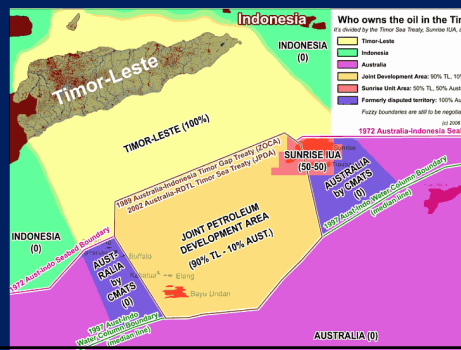 Indonesia
Who owns the oil in the Tim
It's divided by the Timor Sea Treaty, Sunrise IUA, a
Timor-Leste
Indonesia
Australia
Joint Development Area: 90% TL, 10%
Sunrise Unit Area: 50% TL, 50% Aust
Formerly disputed territory: 100% Au
Fuzzy boundaries are still to be negotia
(c) 2006
1972 Australia-Indonesia Seab
INDONESIA
(0)
Timor-Leste
TIMOR-LESTE (100%)
1989 Australia-Indonesia Timor Gap Treaty (ZOCA)
2002 Australia-RDTL Timor Sea Treaty (JPDA)
SUNRISE IUA
(50-50)
Sunrise
AUSTRALIA
by CMATS
(0)
1997 Aust-Indo Water Column Boundary
(median line)
JOINT PETROLEUM
DEVELOPMENT AREA
(90% TL - 10% AUST.)
INDONESIA
(0)
1972 Aust-Indo Seabed Boundary
AUST-
RALIA
by
CMATS
(0)
Buffalo
Elang
Bayu Undan
1997 Aust-Indo
Water Column Boundary
(median line)
AUSTRALIA (0)